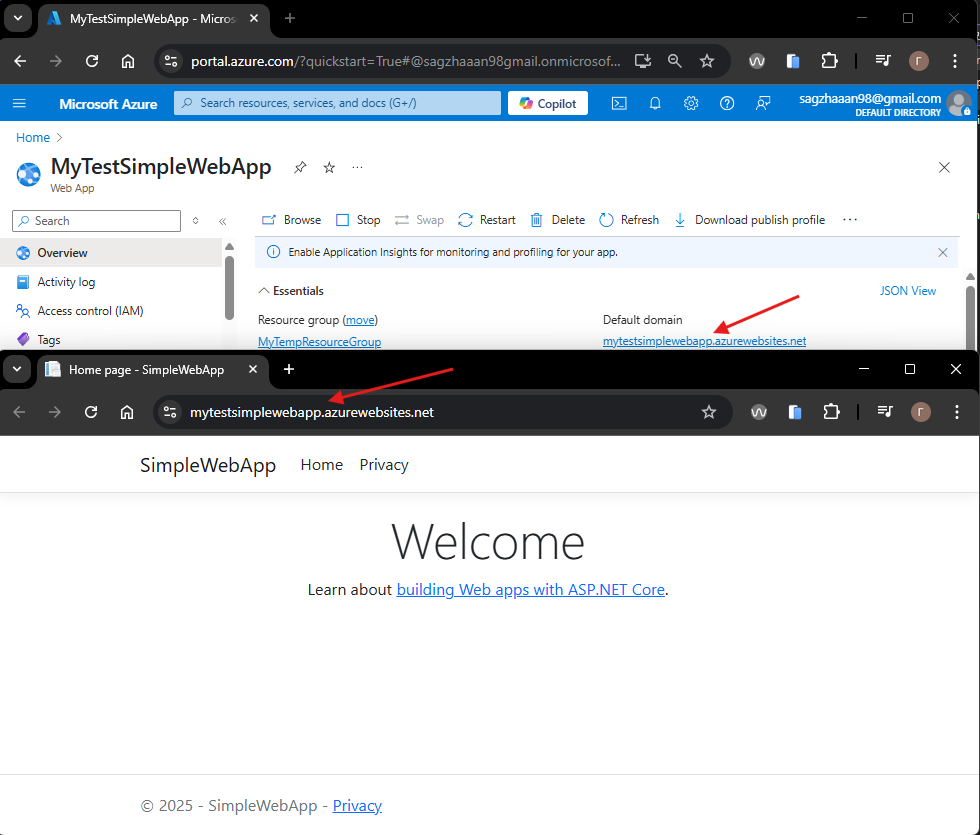 MyTestSimpleWebApp - Micros
portal.azure.com/?quickstart=True#@sagzhaaan98gmail.onmicrosof...
Г
Microsoft Azure
Search resources, services, and docs (G+/)
Copilot
sagzhaaan98@gmail.com
DEFAULT DIRECTORY
Home
MyTestSimpleWebApp
Web App
Search
Browse Stop Swap Restart Delete Refresh Download publish profile
Overview
Enable Application Insights for monitoring and profiling for your app.
Activity log
Essentials
JSON View
Access control (IAM)
Resource group (move)
Default domain
Tags
MyTempResourceGroup
mytestsimplewebapp.azurewebsites.net
Home page - SimpleWebApp
mytestsimplewebapp.azurewebsites.net
Г
SimpleWebApp Home Privacy
Welcome
Learn about building Web apps with ASP.NET Core.
© 2025 - SimpleWebApp - Privacy